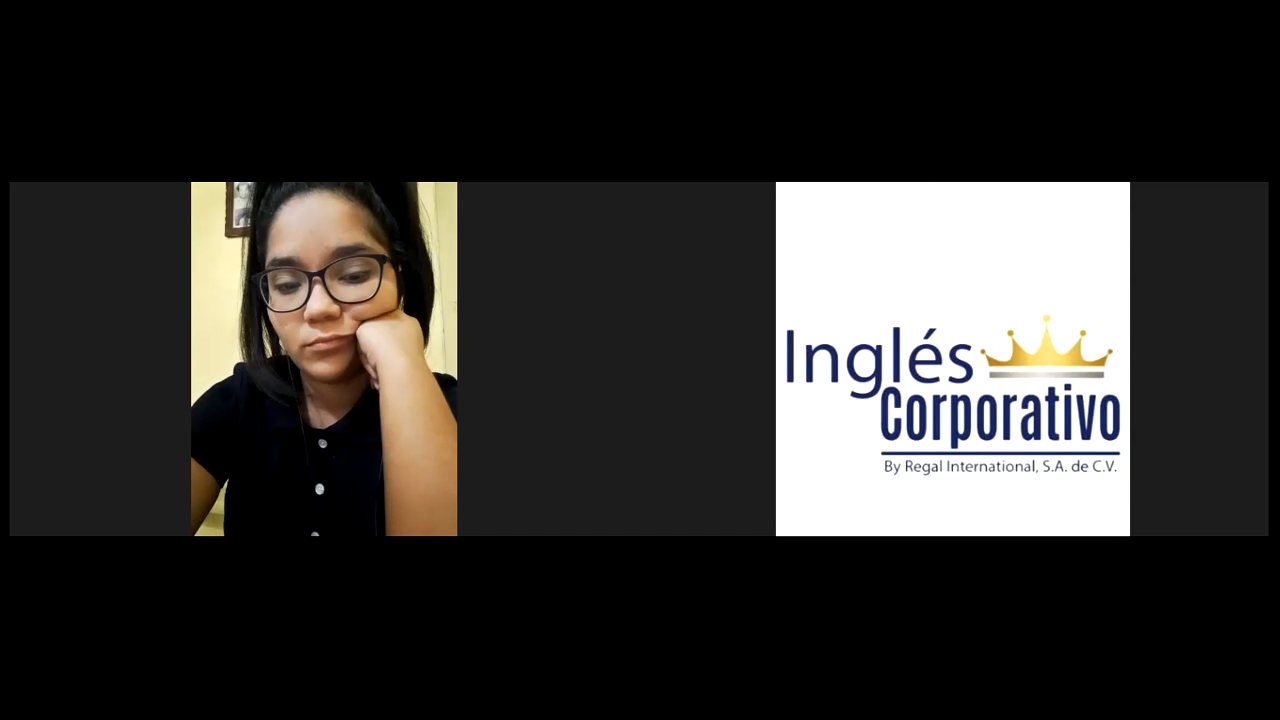 Inglés
Corporativo
By Regal International, S.A. de C.V.